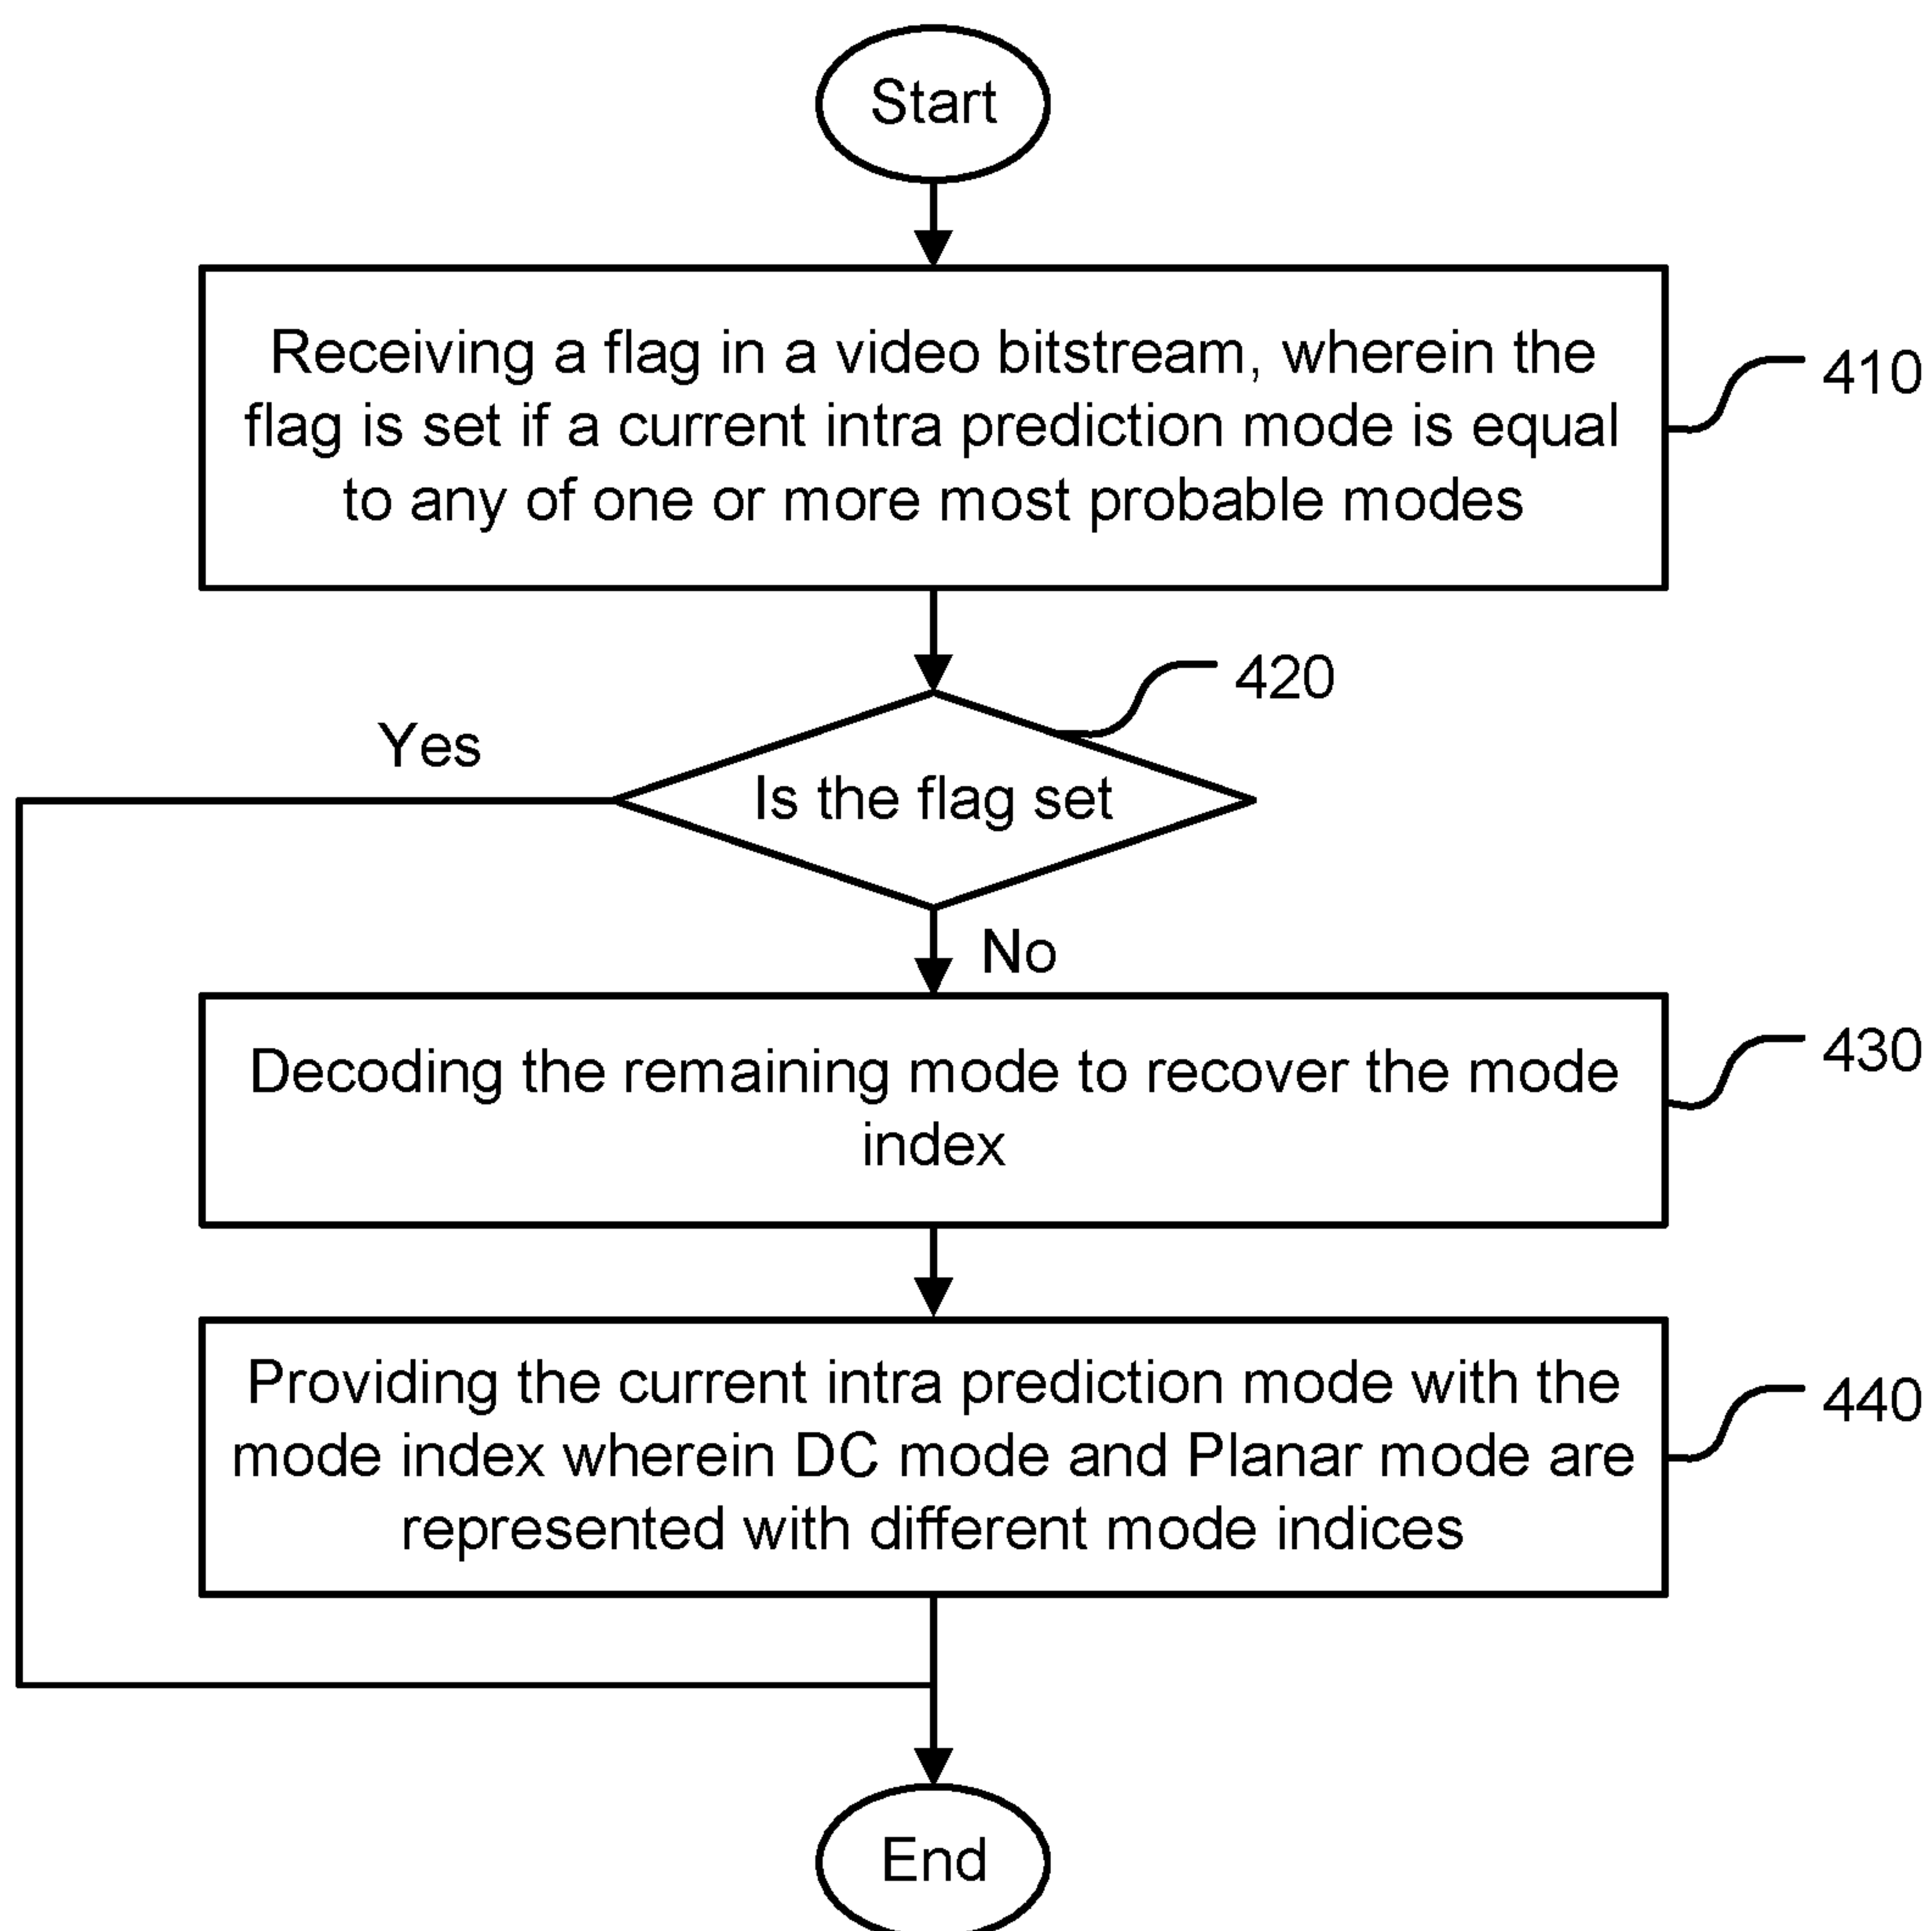 Start
Receiving a flag in a video bitstream, wherein the
flag is set if a current intra prediction mode is equal
to any of one or more most probable modes
410
420
Yes
Is the flag set
No
Decoding the remaining mode to recover the mode
index
430
Providing the current intra prediction mode with the
mode index wherein DC mode and Planar mode are
represented with different mode indices
440
End